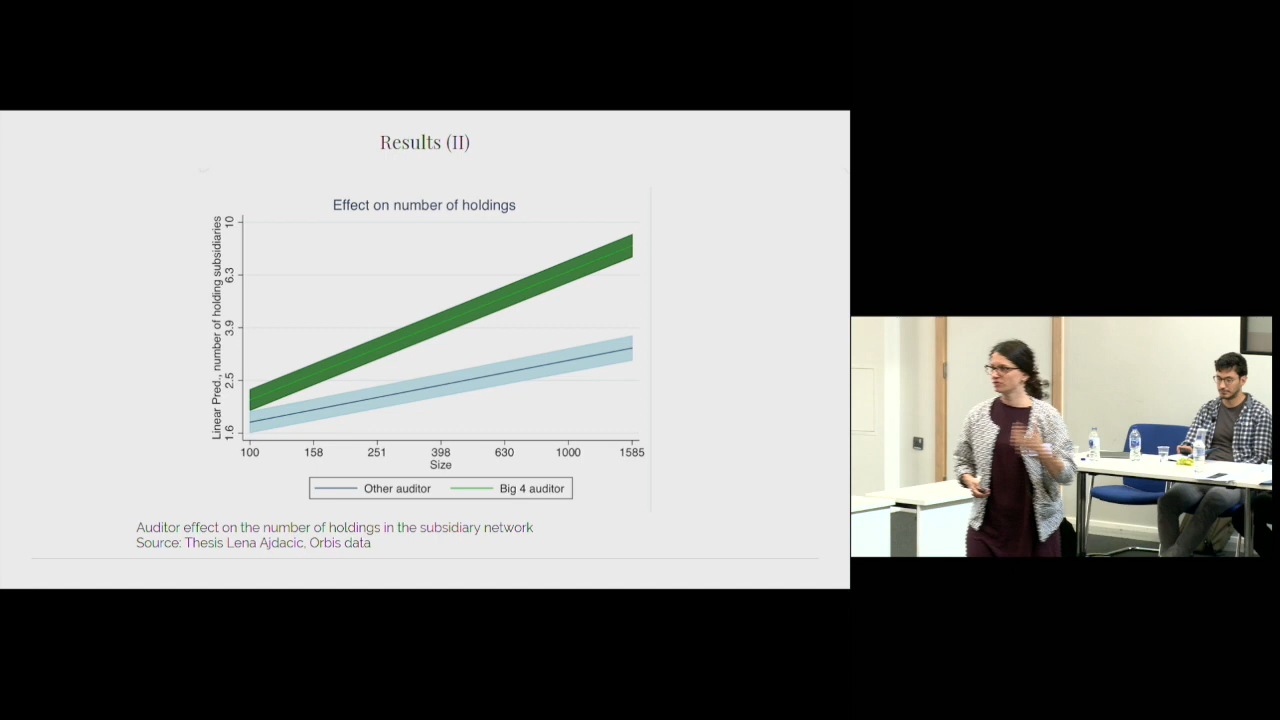 Results (II)
Effect on number of holdings
Linear Pred., number of holding subsidiaries
10
6.3
3.9
2.5
1.6
100 158 251 398 630 1000 1585
Size
Other auditor Big 4 auditor
Auditor effect on the number of holdings in the subsidiary network
Source: Thesis Lena Ajdacic, Orbis data